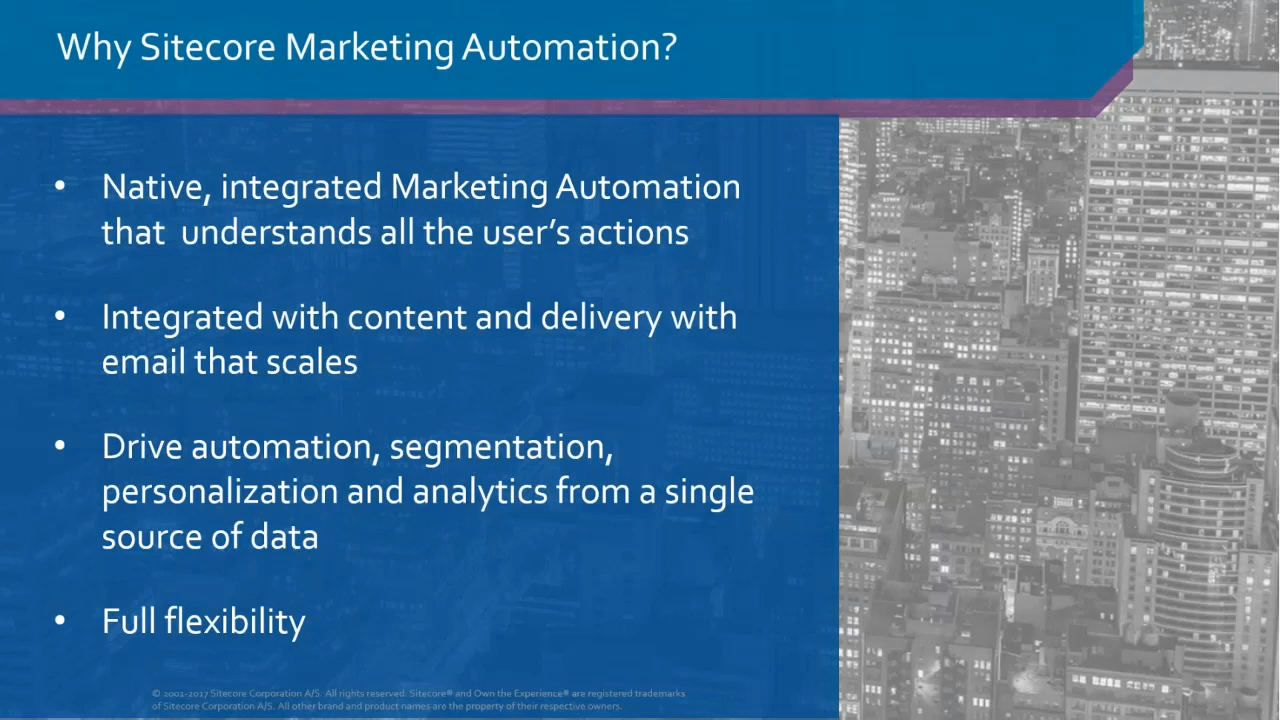 Why Sitecore Marketing Automation?
• Native, integrated Marketing Automation
that  understands all the user’s actions
• Integrated with content and delivery with
email that scales
• Drive automation, segmentation,
personalization and analytics from a single
source of data
• Full flexibility
© 2001-2017 Sitecore Corporation A/S. All rights reserved. Sitecore® and Own the Experience® are registered trademarks
of Sitecore Corporation A/S. All other brand and product names are the property of their respective owners.